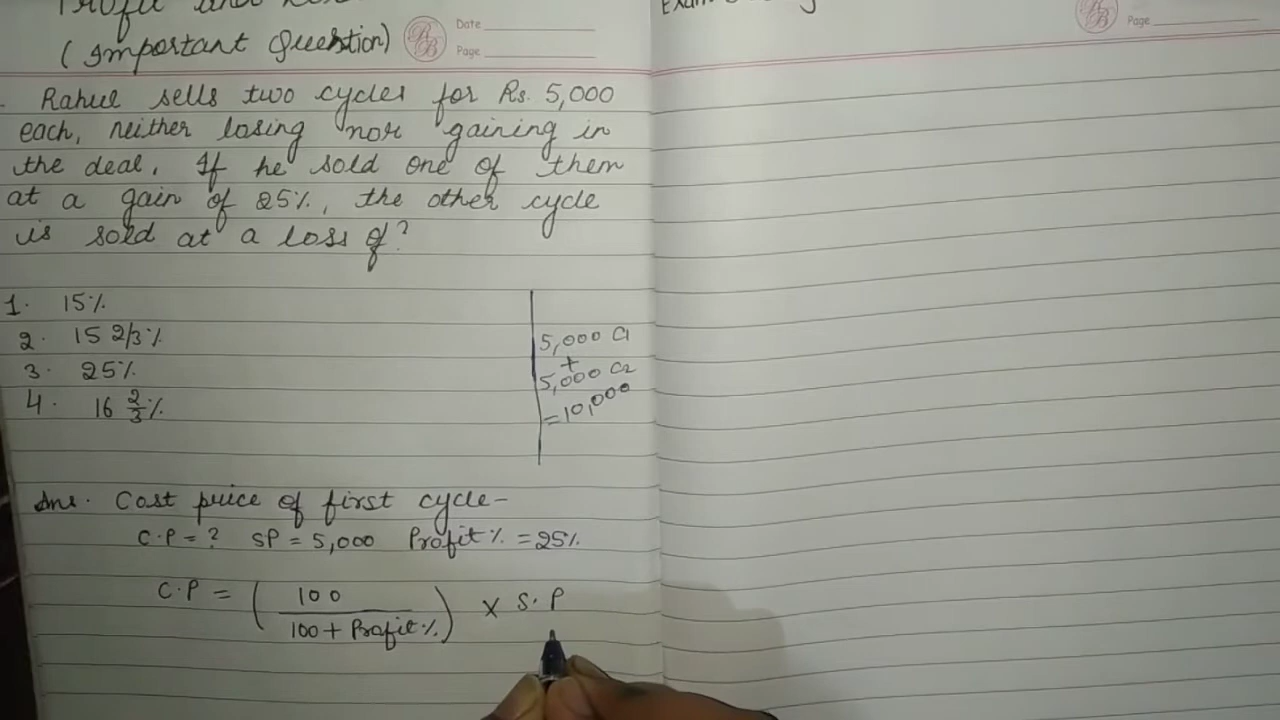 Profit and
(Important Question)
Date
Page
Rahul sells two cycles for Rs. 5,000
each, neither losing nor gaining in
the deal. If he sold one of them
at a gain of 25%, the other cycle
is sold at a loss of?
1. 15%
2. 15 2/3%
3. 25%
4. 16 2/3%
5,000 C1
+
5,000 C2
=10,000
Ans. Cost price of first cycle-
C.P = ? SP = 5,000 Profit % = 25%
C.P = ( 100 / 100 + Profit % ) × S.P
Page